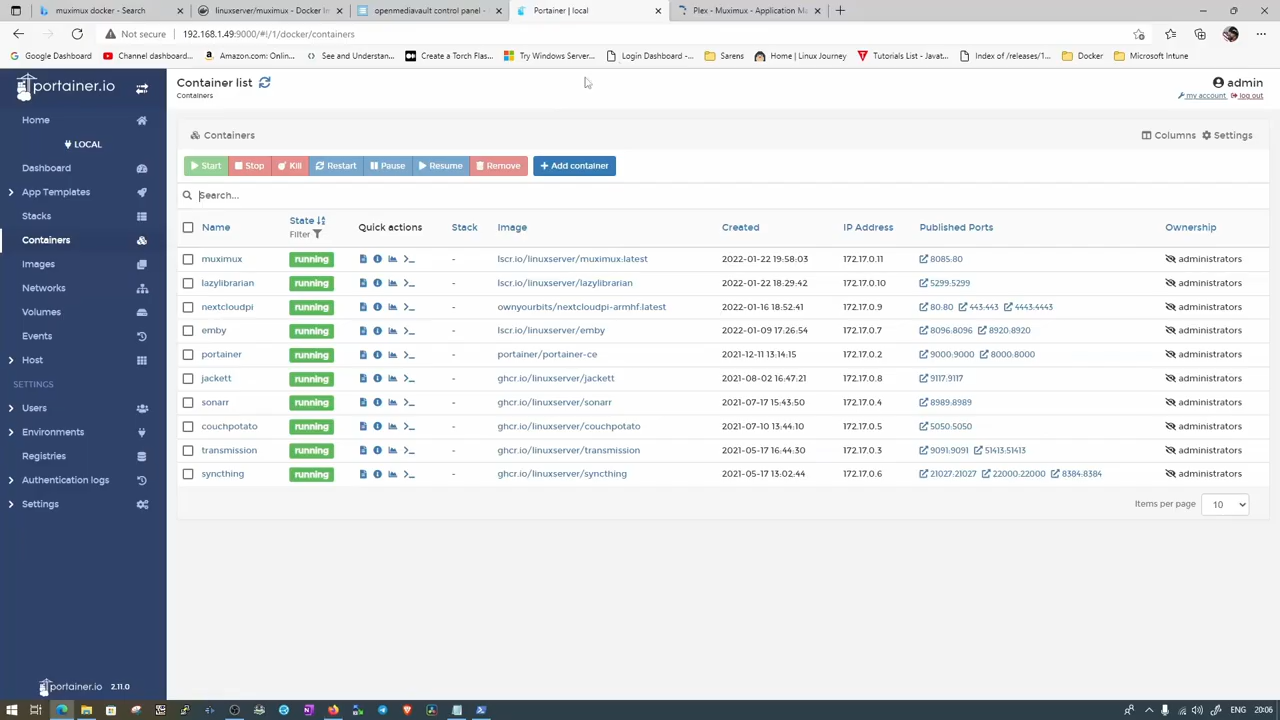 muximux docker - Search
linuxserver/muximux - Docker Im
openmediavault control panel -
Portainer | local
Plex - Muximux - Application Ma
Not secure 192.168.1.49:9000/#!/1/docker/containers
Google Dashboard
Channel dashboard...
Amazon.com: Onlin...
See and Understan...
Create a Torch Flas...
Try Windows Server...
Login Dashboard -...
Sarens
Home | Linux Journey
Tutorials List - Javat...
Index of /releases/1...
Docker
Microsoft Intune
portainer.io
Container list
Containers
admin
my account log out
Home
LOCAL
Dashboard
App Templates
Stacks
Containers
Images
Networks
Volumes
Events
Host
SETTINGS
Users
Environments
Registries
Authentication logs
Settings
portainer.io 2.11.0
Containers
Columns Settings
Start Stop Kill Restart Pause Resume Remove Add container
Search...
Name State Filter Quick actions Stack Image Created IP Address Published Ports Ownership
muximux running - lscr.io/linuxserver/muximux:latest 2022-01-22 19:58:03 172.17.0.11 8085:80 administrators
lazylibrarian running - lscr.io/linuxserver/lazylibrarian 2022-01-22 18:29:42 172.17.0.10 5299:5299 administrators
nextcloudpi running - ownyourbits/nextcloudpi-armhf:latest 2022-01-16 18:52:41 172.17.0.9 80:80 443:443 4443:4443 administrators
emby running - lscr.io/linuxserver/emby 2022-01-09 17:26:54 172.17.0.7 8096:8096 8920:8920 administrators
portainer running - portainer/portainer-ce 2021-12-11 13:14:15 172.17.0.2 9000:9000 8000:8000 administrators
jackett running - ghcr.io/linuxserver/jackett 2021-08-02 16:47:21 172.17.0.8 9117:9117 administrators
sonarr running - ghcr.io/linuxserver/sonarr 2021-07-17 15:43:50 172.17.0.4 8989:8989 administrators
couchpotato running - ghcr.io/linuxserver/couchpotato 2021-07-10 13:44:10 172.17.0.5 5050:5050 administrators
transmission running - ghcr.io/linuxserver/transmission 2021-05-17 16:44:30 172.17.0.3 9091:9091 51413:51413 administrators
syncthing running - ghcr.io/linuxserver/syncthing 2021-05-17 13:02:44 172.17.0.6 21027:21027 22000:22000 8384:8384 administrators
Items per page 10
ENG 20:06